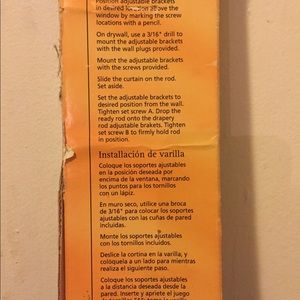 Position adjustable brackets
in desired location above the
window by marking the screw
locations with a pencil.
On drywall, use a 3/16" drill to
mount the adjustable brackets
with the wall plugs provided.
Mount the adjustable brackets
with the screws provided.
Slide the curtain on the rod.
Set aside.
Set the adjustable brackets to
desired position from the wall.
Tighten set screw A. Drop the
ready rod onto the drapery
rod adjustable brakets. Tighten
set screw B to firmly hold rod
in position.
Installación de varilla
Coloque los soportes ajustables
en la posición deseada por
encima de la ventana, marcando
los puntos para los tornillos
con un lápiz.
En muro seco, utilice una broca
de 3/16" para colocar los soportes
ajustables con las cuñas de pared
incluidas.
Monte los soportes ajustables
con los tornillos incluidos.
Deslice la cortina en la varilla, y
colóquela a un lado para mientras
realiza el siguiente paso.
Coloque los soportes ajustables
a la distancia deseada desde la
pared. Inserte y apriete el juego